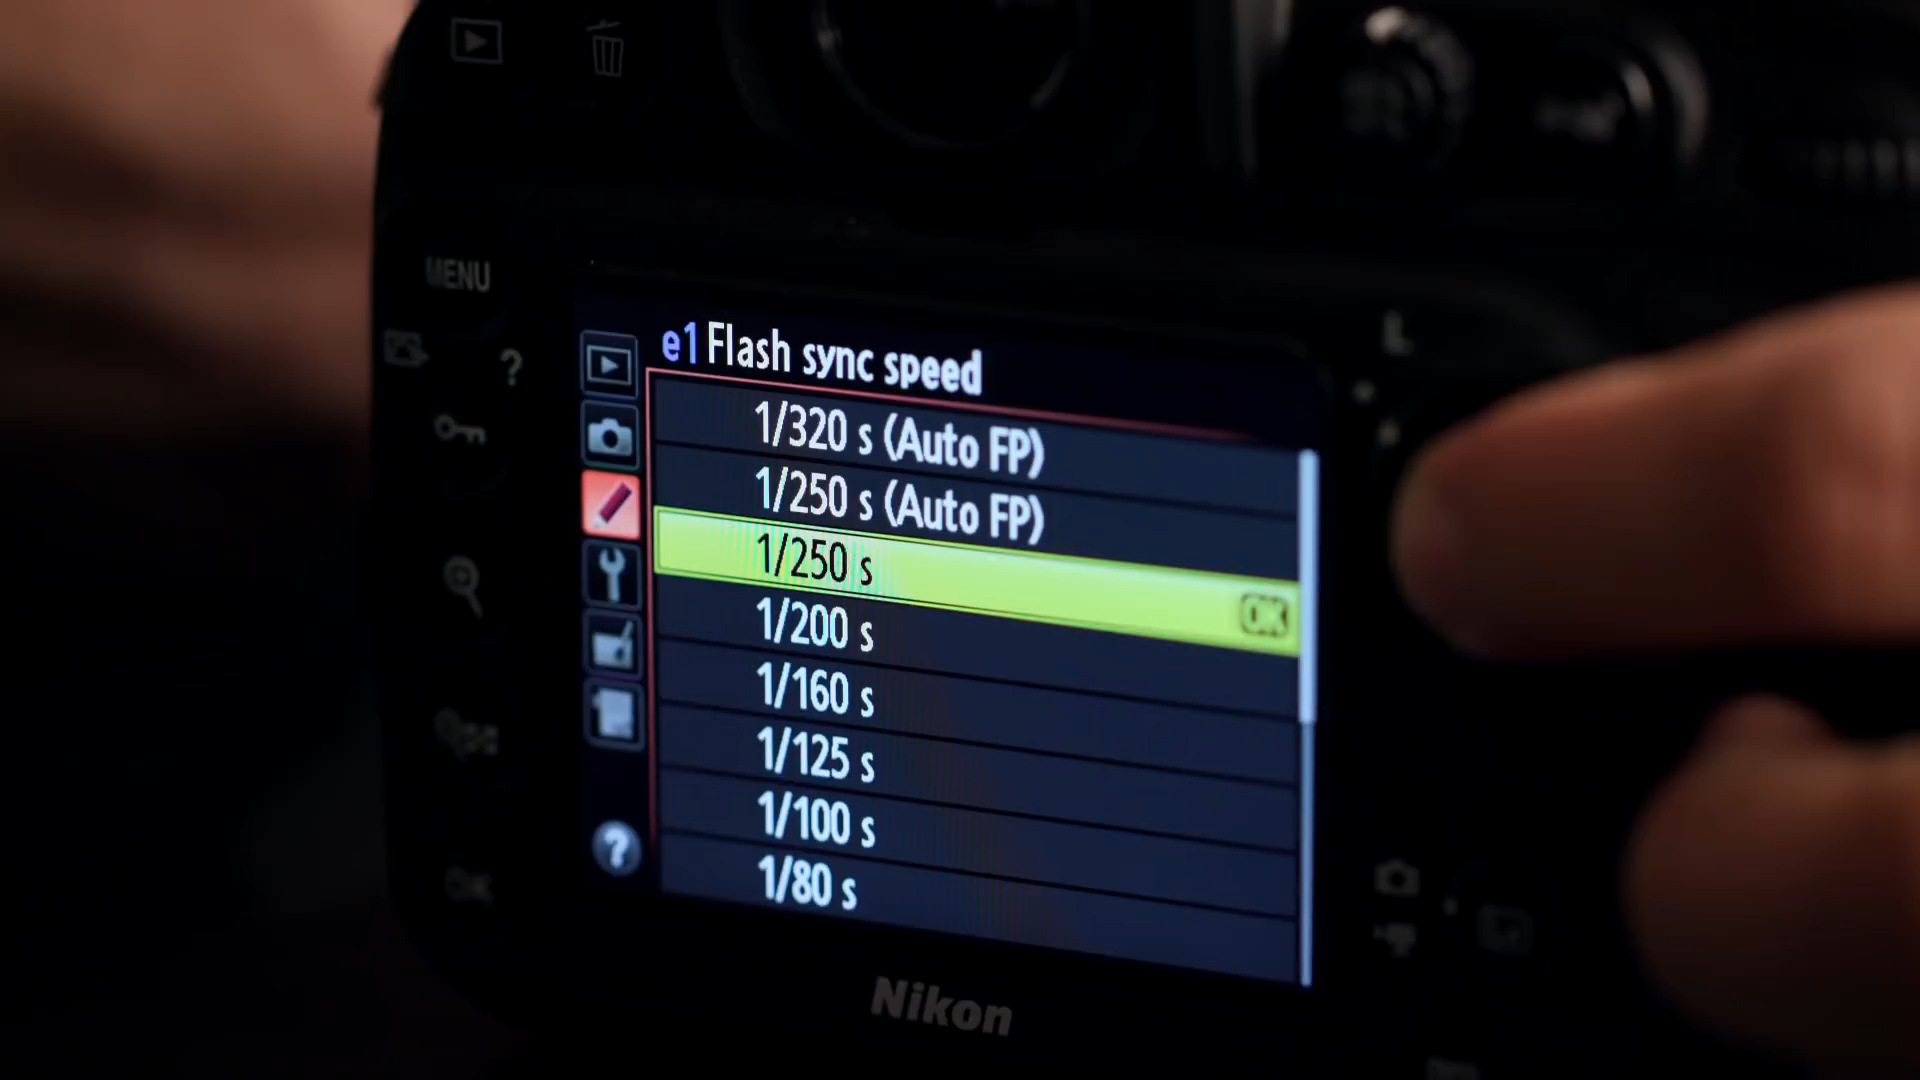 MENU
?
L
e1 Flash sync speed
1/320 s (Auto FP)
1/250 s (Auto FP)
1/250 s
OK
1/200 s
1/160 s
1/125 s
1/100 s
1/80 s
?
OK
Nikon